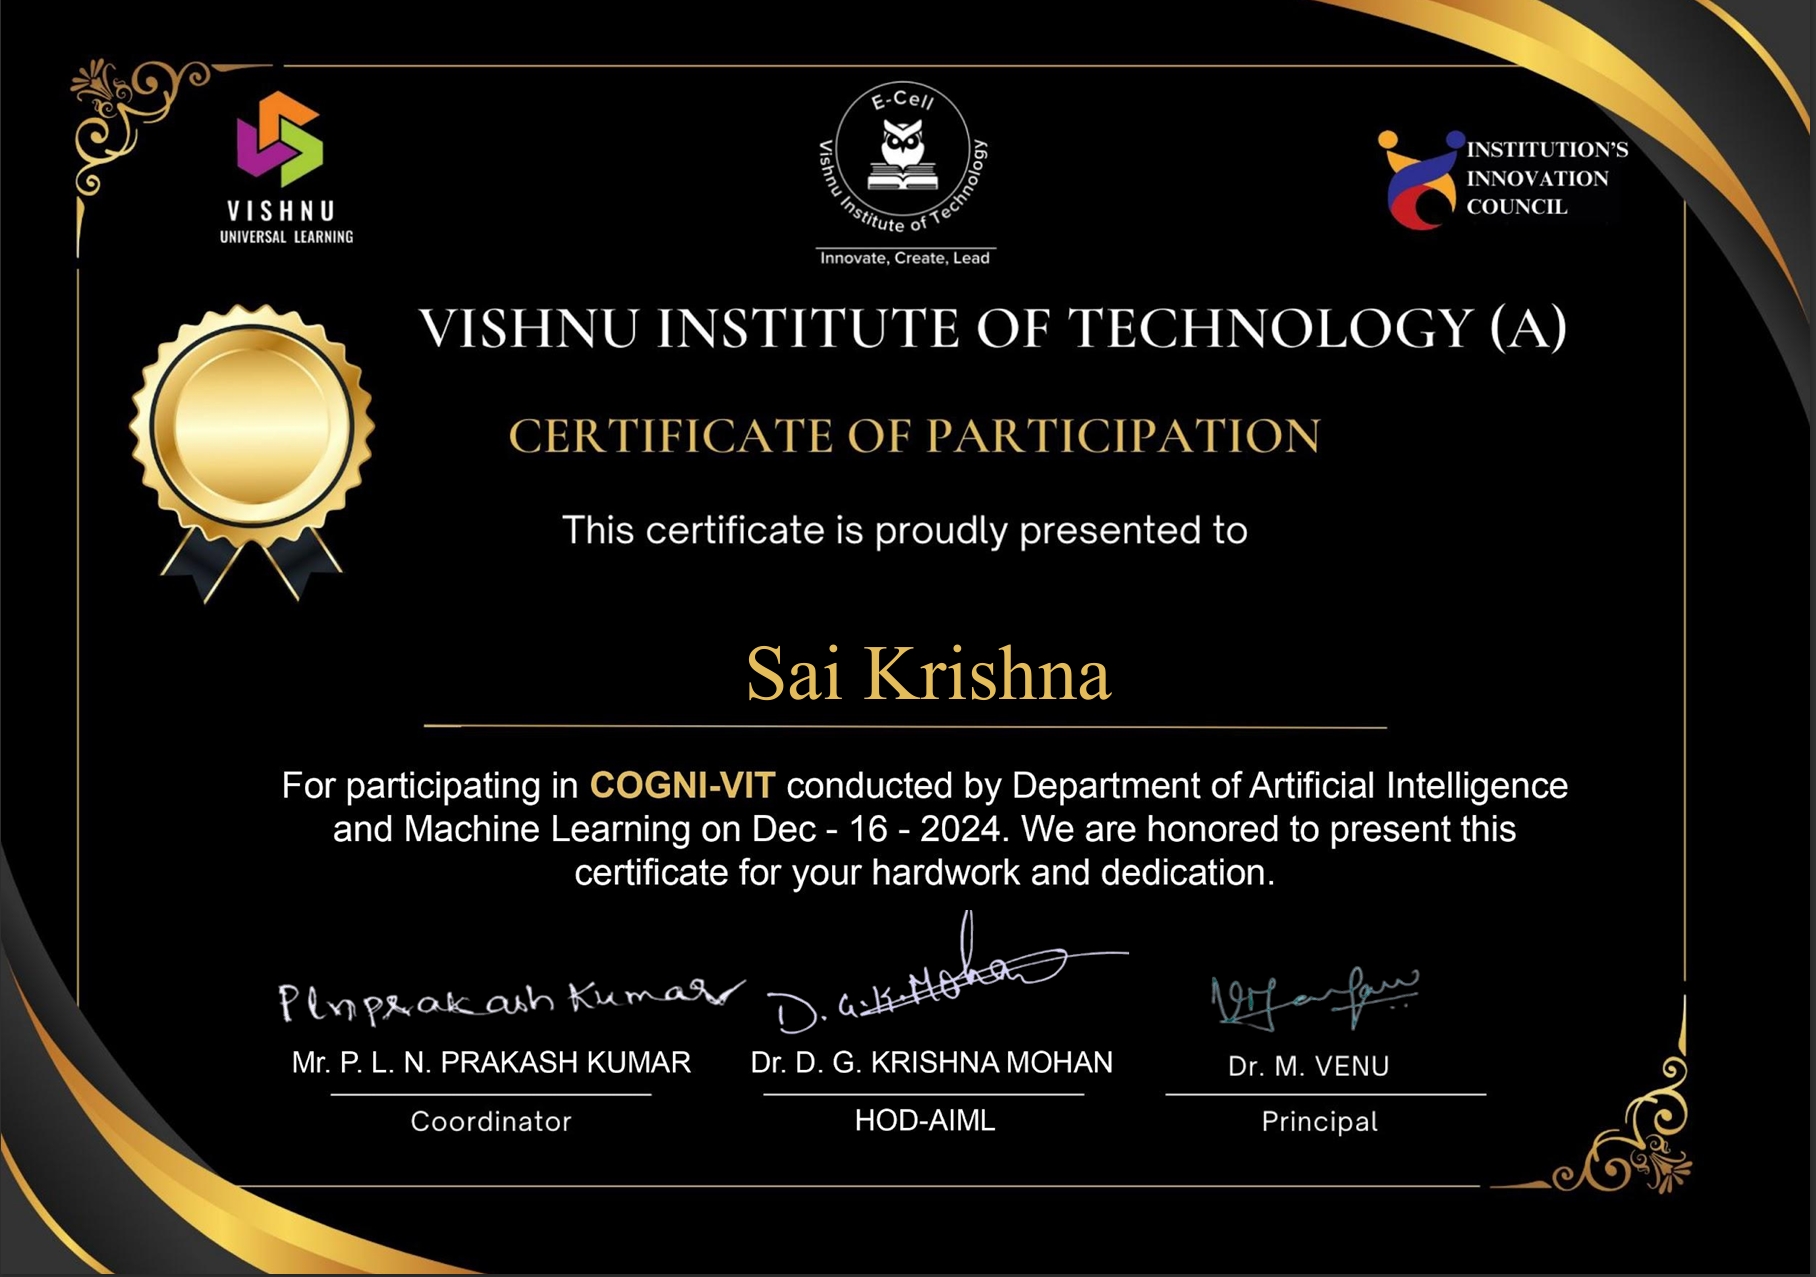 VISHNU
UNIVERSAL LEARNING
E-Cell
Vishnu Institute of Technology
Innovate, Create, Lead
INSTITUTION'S
INNOVATION
COUNCIL
VISHNU INSTITUTE OF TECHNOLOGY (A)
CERTIFICATE OF PARTICIPATION
This certificate is proudly presented to
Sai Krishna
For participating in COGNI-VIT conducted by Department of Artificial Intelligence
and Machine Learning on Dec - 16 - 2024. We are honored to present this
certificate for your hardwork and dedication.
Plnprakash Kumar D. G.K.Mohan
Mr. P. L. N. PRAKASH KUMAR Dr. D. G. KRISHNA MOHAN Dr. M. VENU
Coordinator HOD-AIML Principal